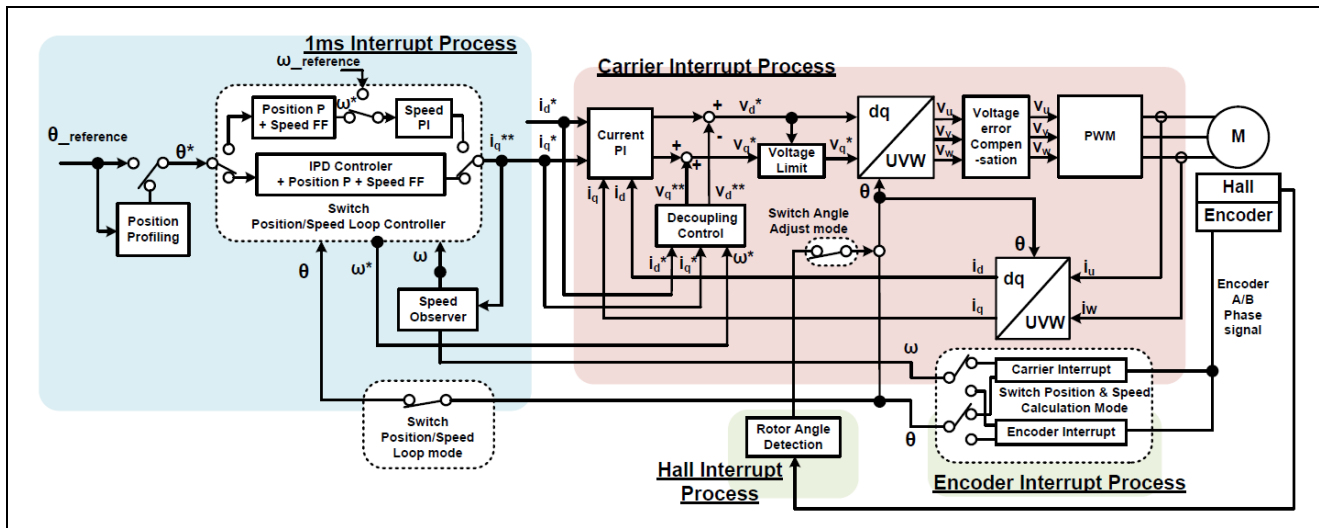 1ms Interrupt Process
ω_reference
Position P
+ Speed FF
ω*
Speed
PI
θ_reference
θ*
IPD Controler
+ Position P + Speed FF
Switch
Position/Speed Loop Controller
Position
Profiling
iq**
id*
iq*
θ
ω*
ω
Speed
Observer
Switch
Position/Speed
Loop mode
Carrier Interrupt Process
Current
PI
+
-
+
+
vd*
vq*
Voltage
Limit
vq*
vq**
vd**
iq
id
Decoupling
Control
id*
iq*
ω*
dq
UVW
Vu
Vv
Vw
Voltage
error
Compen
-sation
Vu
Vv
Vw
PWM
M
Hall
Encoder
θ
Switch Angle
Adjust mode
θ
id
iq
dq
UVW
iu
iw
Encoder
A/B
Phase
signal
ω
θ
Carrier Interrupt
Switch Position & Speed
Calculation Mode
Encoder Interrupt
Rotor Angle
Detection
Hall Interrupt
Process
Encoder Interrupt Process